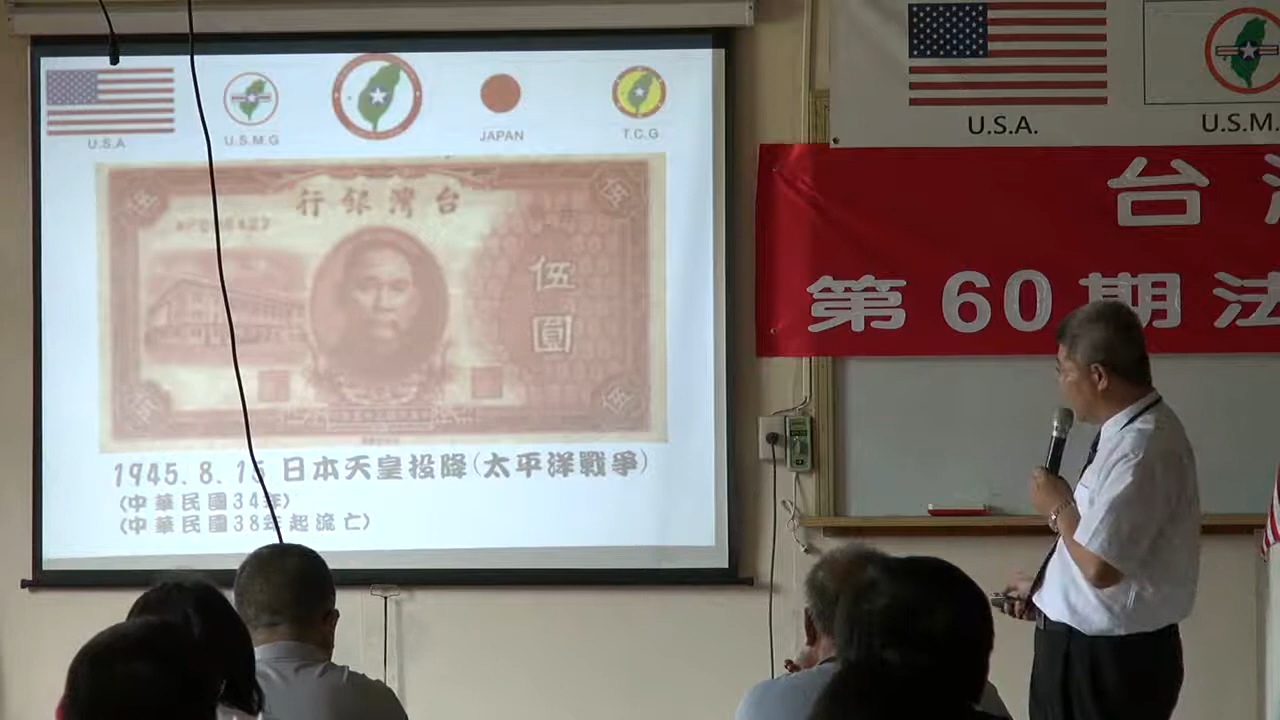 U.S.A
U.S.M.G
JAPAN
T.C.G
行銀灣台
伍
圓
1945.8.15 日本天皇投降(太平洋戰爭)
(中華民國34年)
(中華民國38年起流亡)
U.S.A.
U.S.M.
台
第60期法